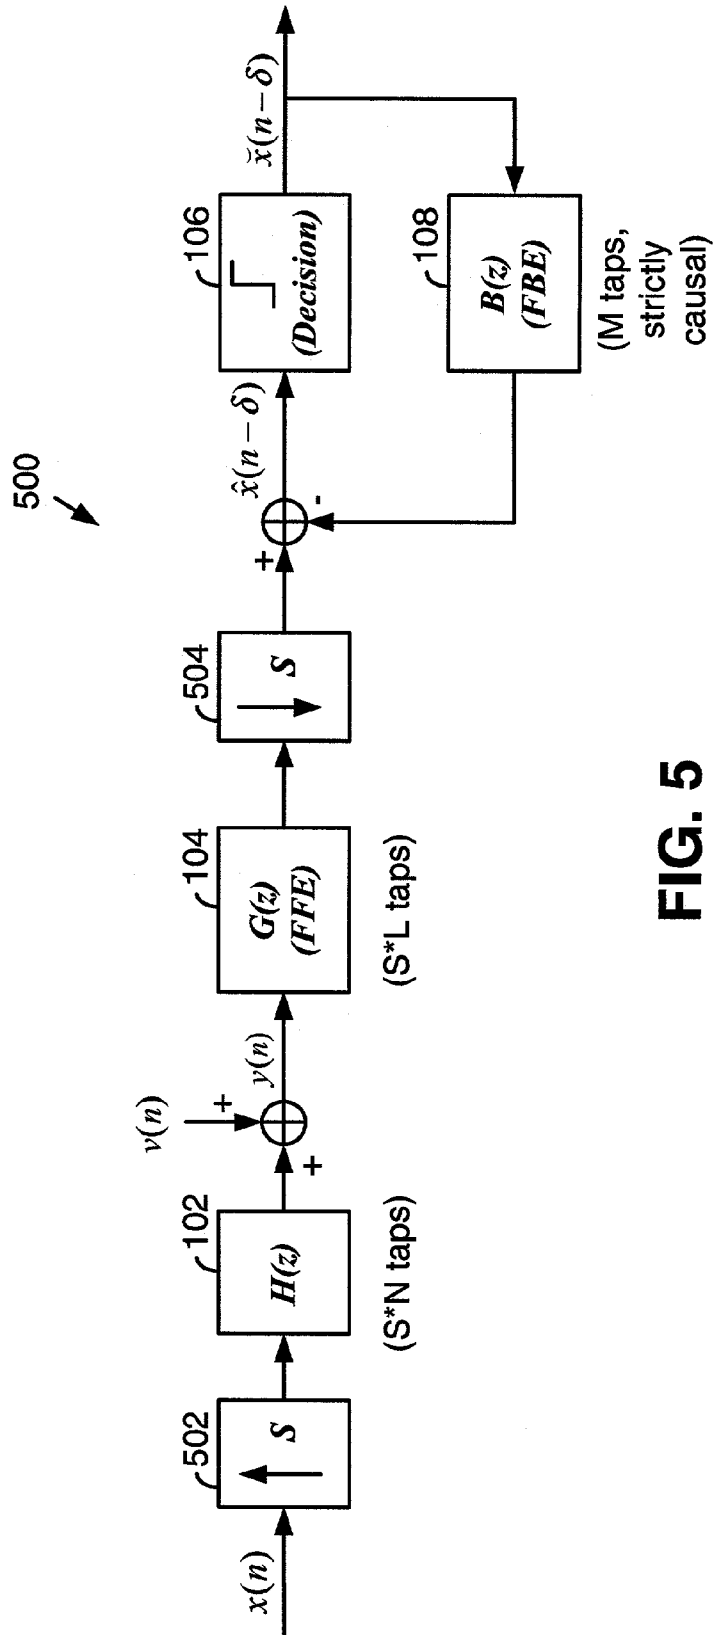 500
x(n)
502
S
102
H(z)
(S*N taps)
v(n)
+
+
y(n)
104
G(z)
(FFE)
(S*L taps)
504
S
+
-
x̂(n−δ)
106
(Decision)
x̆(n−δ)
108
B(z)
(FBE)
(M taps,
strictly
causal)
FIG. 5